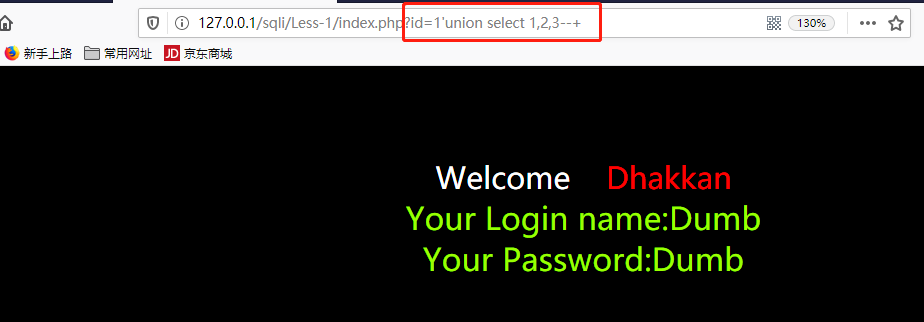 127.0.0.1/sqli/Less-1/index.php?id=1'union select 1,2,3--+
130%
新手上路 常用网址 JD 京东商城
Welcome Dhakkan
Your Login name:Dumb
Your Password:Dumb